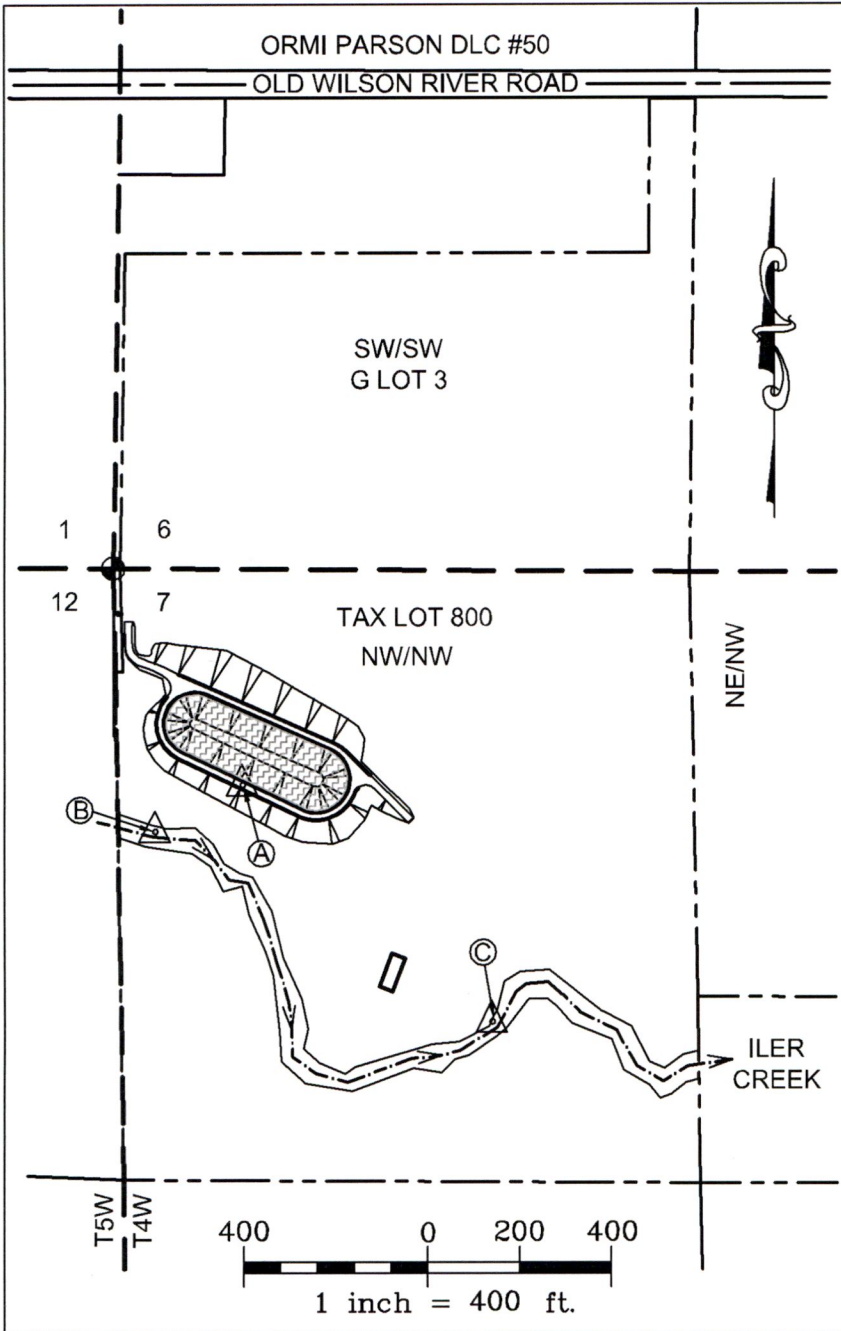 ORMI PARSON DLC #50
OLD WILSON RIVER ROAD
SW/SW
G LOT 3
1 6
12 7
TAX LOT 800
NW/NW
NE/NW
B
A
C
ILER
CREEK
T5W
T4W
400 0 200 400
1 inch = 400 ft.